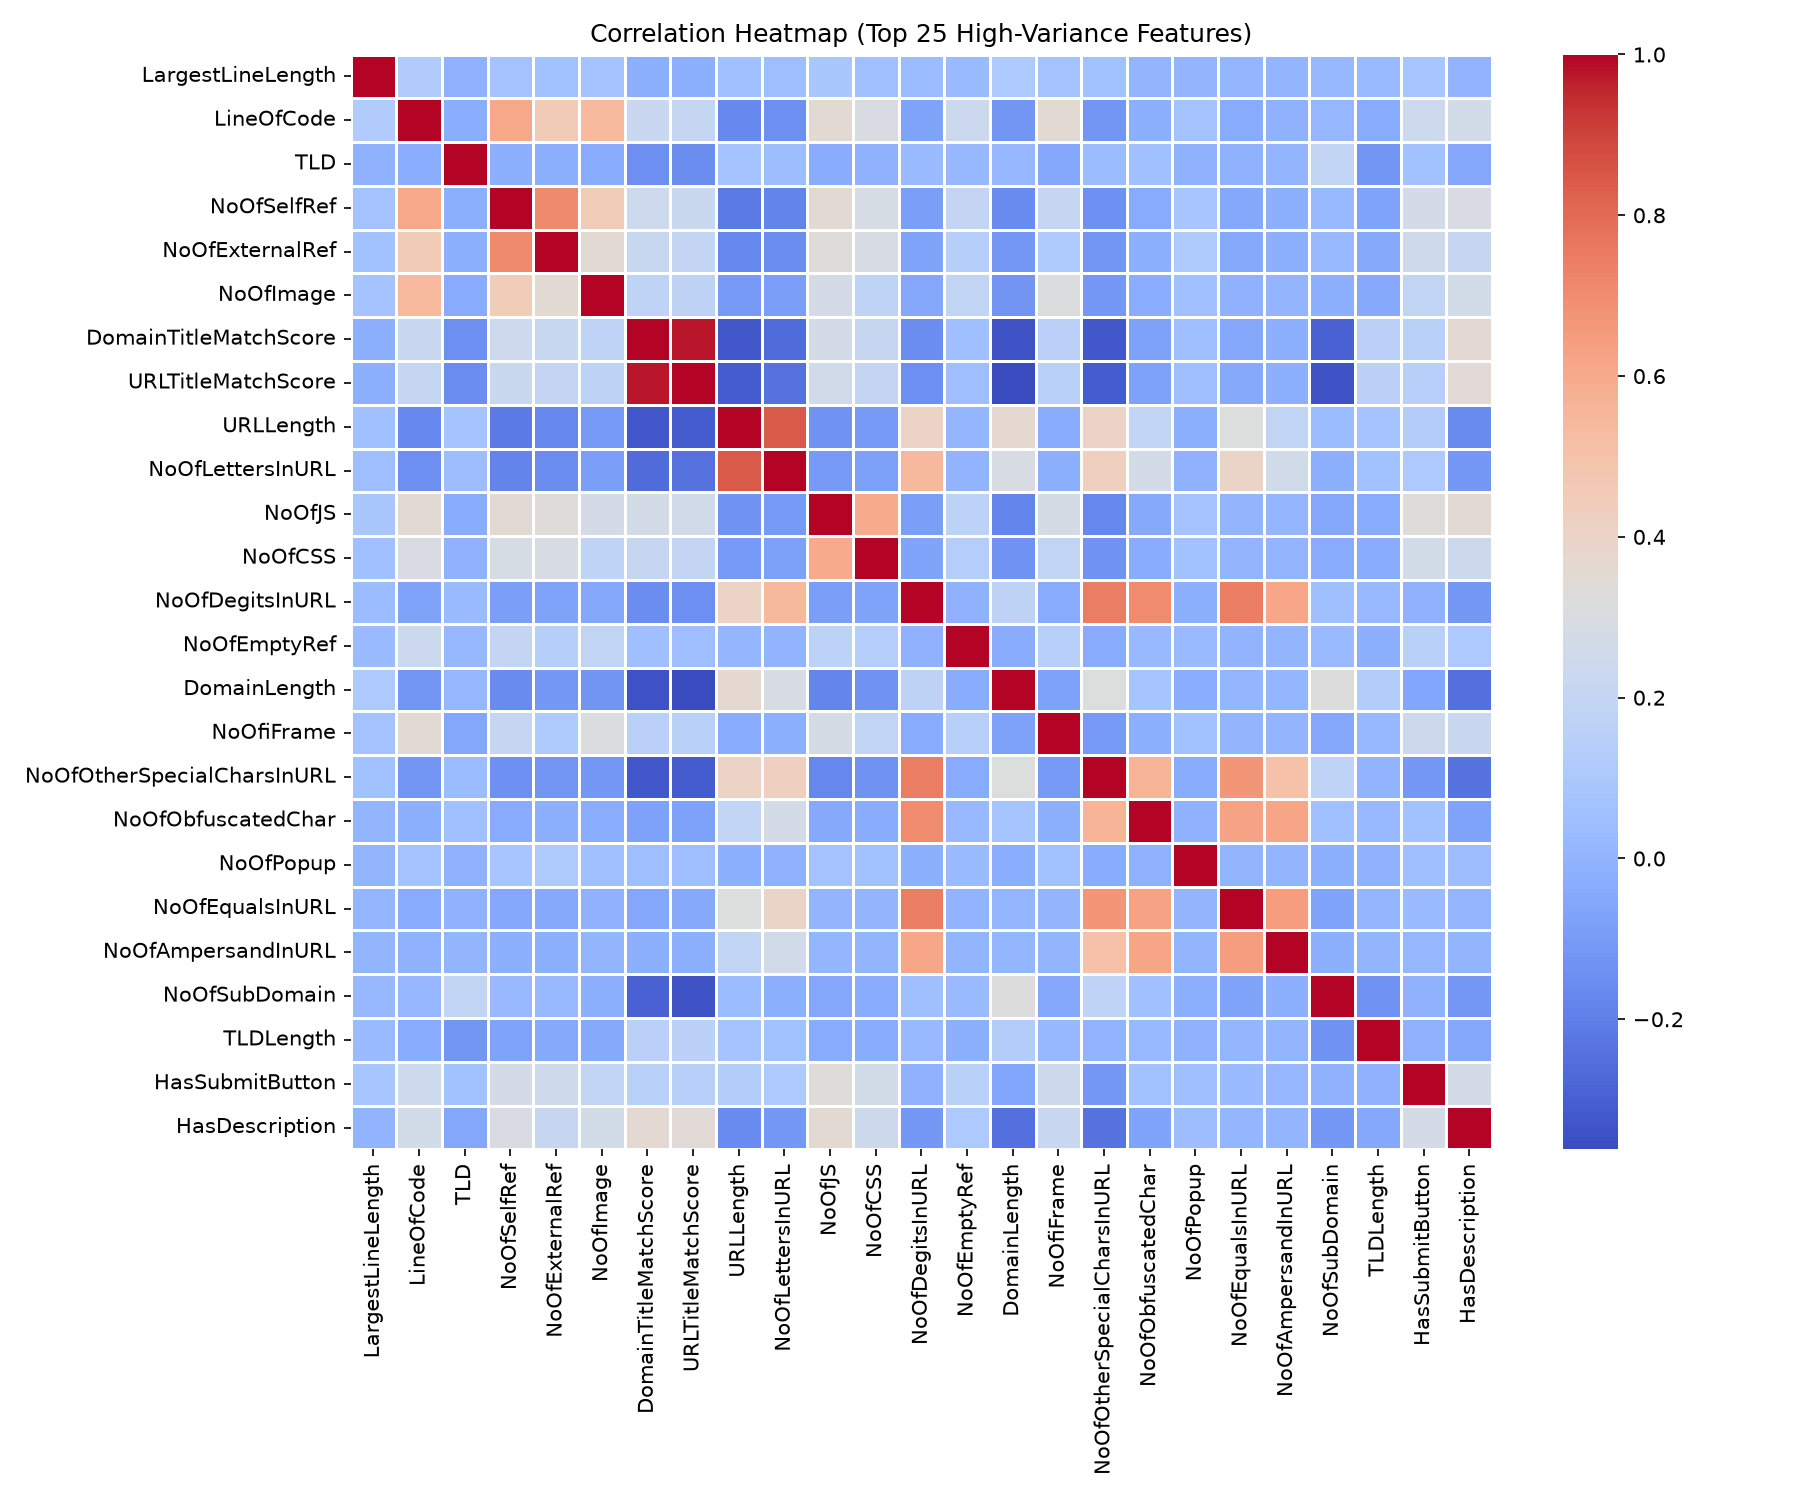 Correlation Heatmap (Top 25 High-Variance Features)
LargestLineLength
LineOfCode
TLD
NoOfSelfRef
NoOfExternalRef
NoOfImage
DomainTitleMatchScore
URLTitleMatchScore
URLLength
NoOfLettersInURL
NoOfJS
NoOfCSS
NoOfDegitsInURL
NoOfEmptyRef
DomainLength
NoOfiFrame
NoOfOtherSpecialCharsInURL
NoOfObfuscatedChar
NoOfPopup
NoOfEqualsInURL
NoOfAmpersandInURL
NoOfSubDomain
TLDLength
HasSubmitButton
HasDescription
LargestLineLength
LineOfCode
TLD
NoOfSelfRef
NoOfExternalRef
NoOfImage
DomainTitleMatchScore
URLTitleMatchScore
URLLength
NoOfLettersInURL
NoOfJS
NoOfCSS
NoOfDegitsInURL
NoOfEmptyRef
DomainLength
NoOfiFrame
NoOfOtherSpecialCharsInURL
NoOfObfuscatedChar
NoOfPopup
NoOfEqualsInURL
NoOfAmpersandInURL
NoOfSubDomain
TLDLength
HasSubmitButton
HasDescription
1.0
0.8
0.6
0.4
0.2
0.0
−0.2